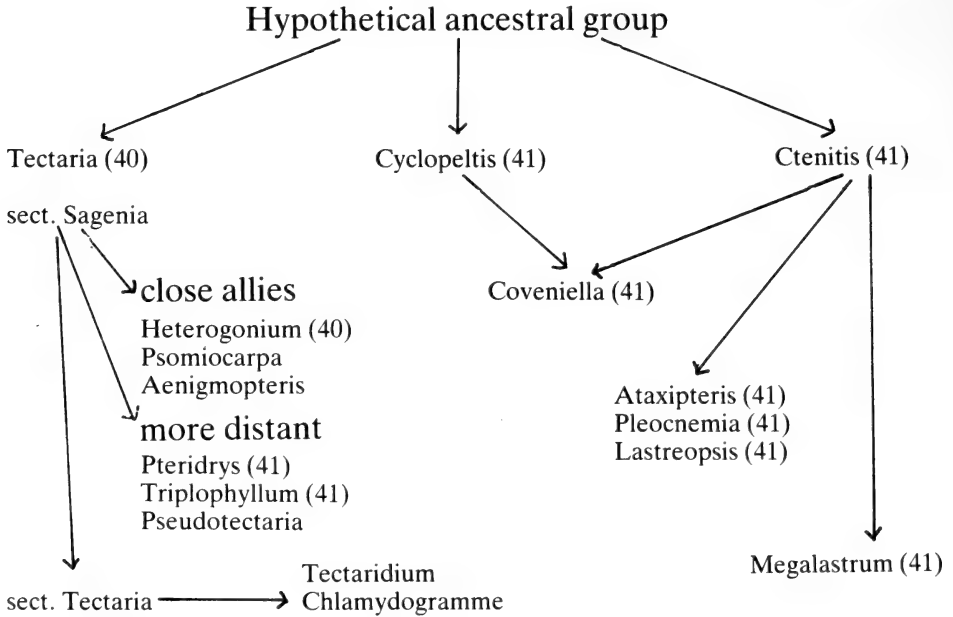 Hypothetical ancestral group
Tectaria (40)
Cyclopeltis (41)
Ctenitis (41)
sect. Sagenia
close allies
Heterogonium (40)
Psomiocarpa
Aenigmopteris
more distant
Pteridrys (41)
Triplophyllum (41)
Pseudotectaria
Coveniella (41)
Ataxipteris (41)
Pleocnemia (41)
Lastreopsis (41)
Megalastrum (41)
sect. Tectaria
Tectaridium
Chlamydogramme